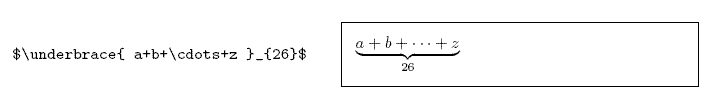 $\underbrace{ a+b+\cdots+z }_{26}$
a + b + ··· + z
26